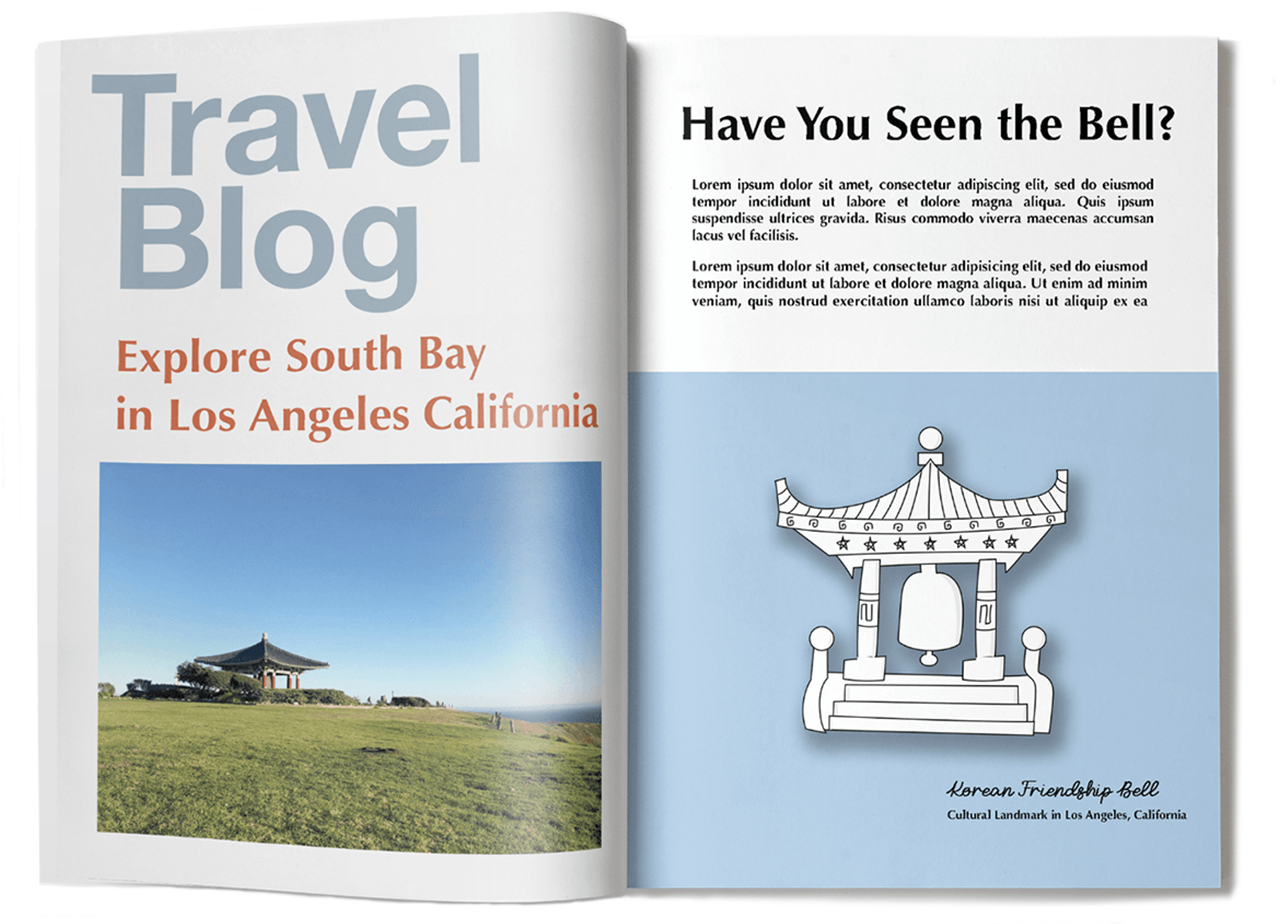 Travel
Blog
Explore South Bay
in Los Angeles California
Have You Seen the Bell?
Lorem ipsum dolor sit amet, consectetur adipiscing elit, sed do eiusmod
tempor incididunt ut labore et dolore magna aliqua. Quis ipsum
suspendisse ultrices gravida. Risus commodo viverra maecenas accumsan
lacus vel facilisis.
Lorem ipsum dolor sit amet, consectetur adipisicing elit, sed do eiusmod
tempor incididunt ut labore et dolore magna aliqua. Ut enim ad minim
veniam, quis nostrud exercitation ullamco laboris nisi ut aliquip ex ea
Korean Friendship Bell
Cultural Landmark in Los Angeles, California